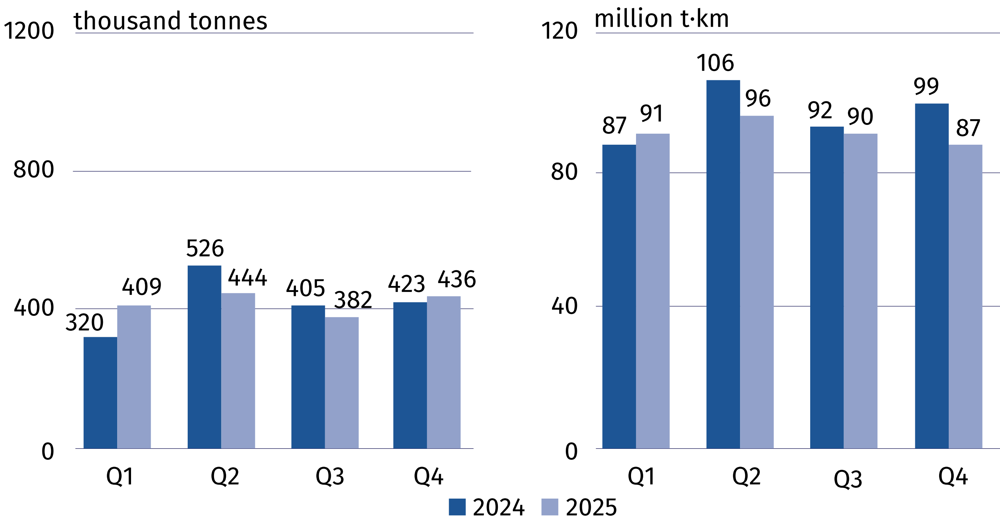 thousand tonnes
1200
800
400
0
320 409 526 444 405 382 423 436
Q1 Q2 Q3 Q4
million t·km
120
80
40
0
87 91 106 96 92 90 99 87
Q1 Q2 Q3 Q4
2024 2025